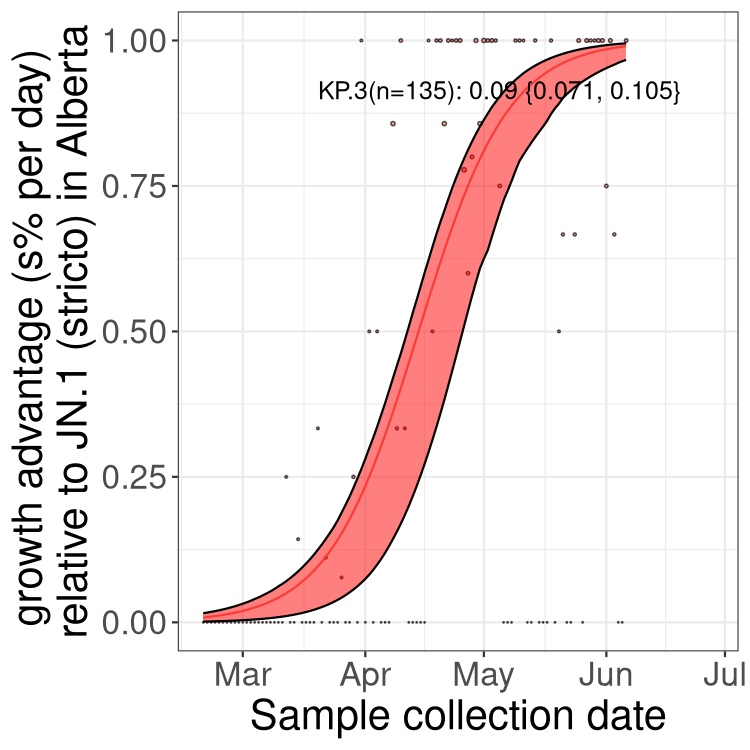 growth advantage (s% per day)
relative to JN.1 (stricto) in Alberta
1.00
0.75
0.50
0.25
0.00
KP.3(n=135): 0.09 {0.071, 0.105}
Mar Apr May Jun Jul
Sample collection date